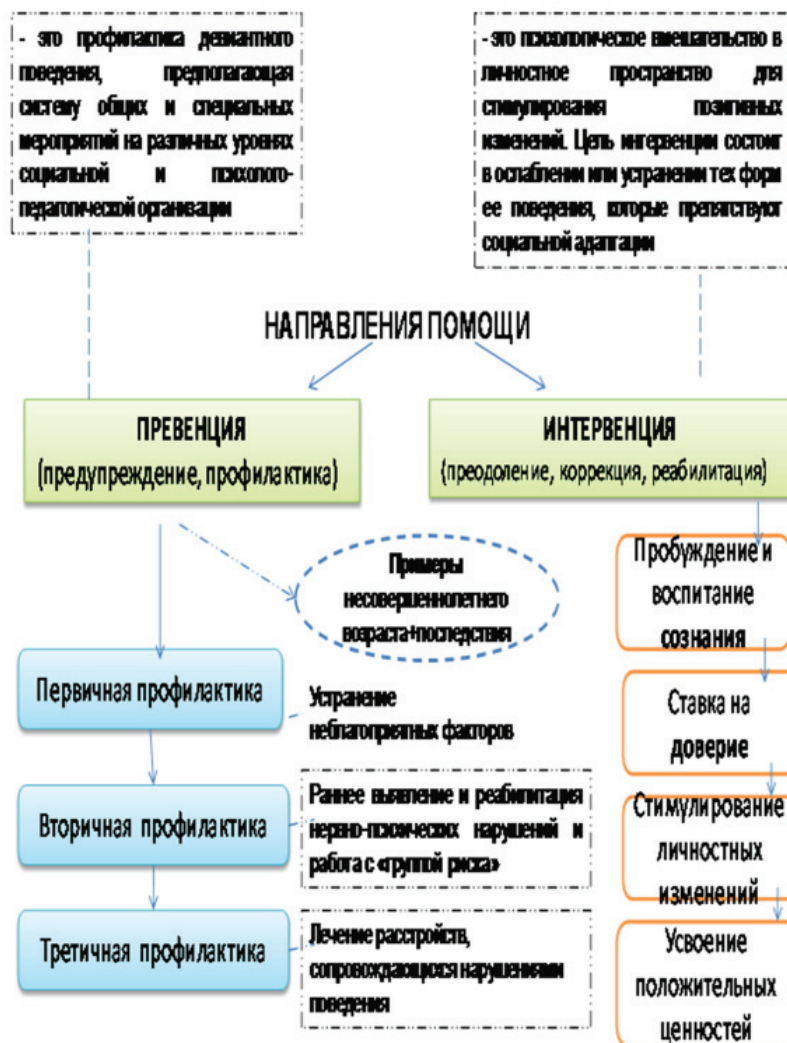 - это профилактика девиантного
поведения, предполагающая
систему общих и специальных
мероприятий на различных уровнях
социальной и психолого-
педагогической организации
- это психологическое вмешательство в
личностное пространство для
стимулирования позитивных
изменений. Цель интервенции состоит
в ослаблении или устранении тех форм
ее поведения, которые препятствуют
социальной адаптации
НАПРАВЛЕНИЯ ПОМОЩИ
ПРЕВЕНЦИЯ
(предупреждение, профилактика)
ИНТЕРВЕНЦИЯ
(преодоление, коррекция, реабилитация)
Примеры
несовершеннолетнего
возраста+последствия
Первичная профилактика
Устранение
неблагоприятных факторов
Вторичная профилактика
Раннее выявление и реабилитация
нервно-психических нарушений и
работа с «группой риска»
Третичная профилактика
Лечение расстройств,
сопровождающихся нарушениями
поведения
Пробуждение и
воспитание
сознания
Ставка на
доверие
Стимулирование
личностных
изменений
Усвоение
положительных
ценностей